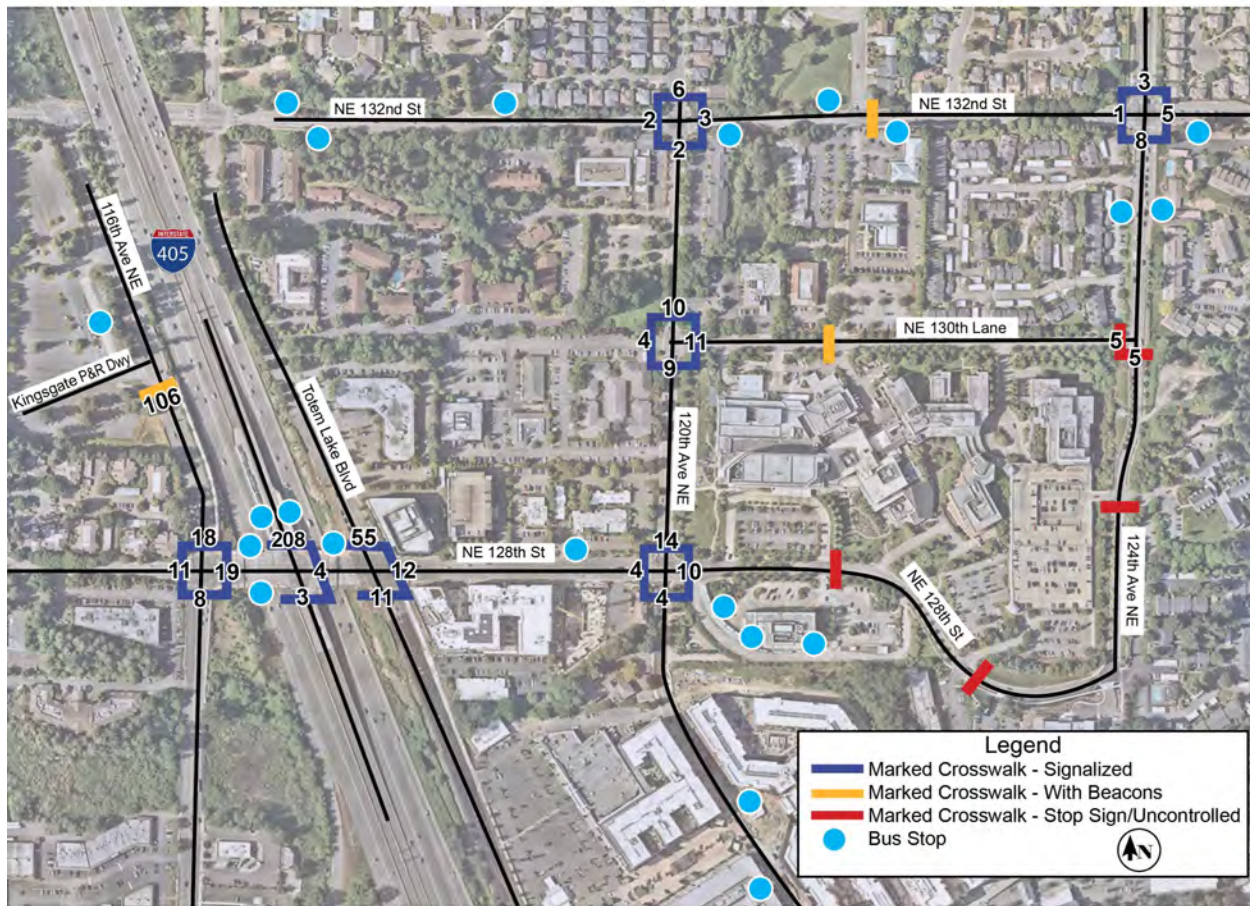 6
3
NE 132nd St
2
3
NE 132nd St
1
5
2
8
116th Ave NE
INTERSTATE
405
10
4
11
NE 130th Lane
5
5
9
Kingsgate P&R Dwy
106
Totem Lake Blvd
120th Ave NE
18
208
55
NE 128th St
14
11
19
4
12
4
10
8
3
11
4
NE 128th St
124th Ave NE
Legend
Marked Crosswalk - Signalized
Marked Crosswalk - With Beacons
Marked Crosswalk - Stop Sign/Uncontrolled
Bus Stop
N